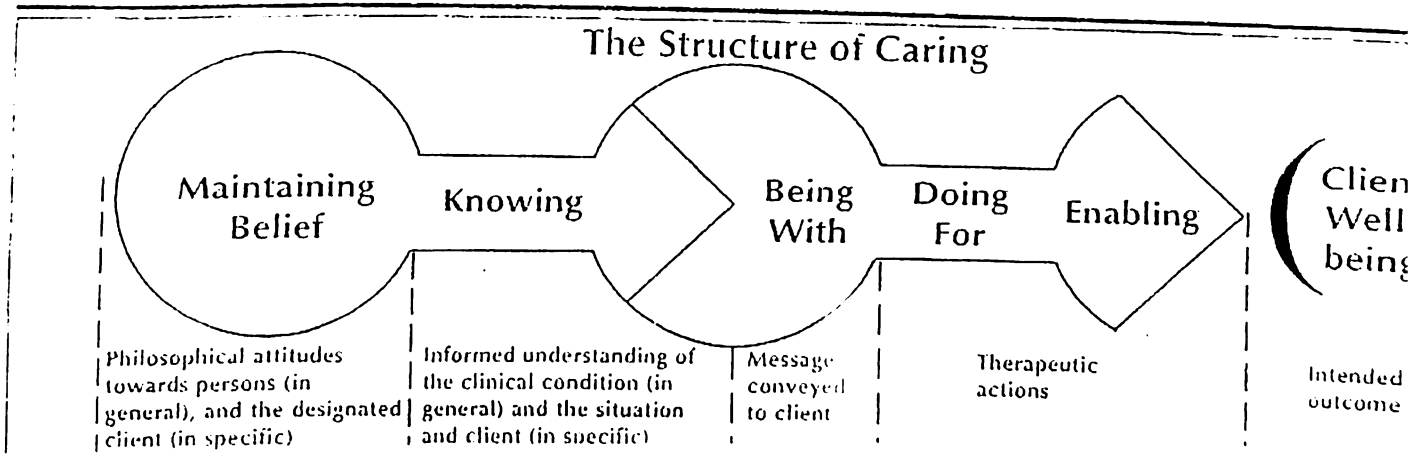 The Structure of Caring
Maintaining
Belief
Knowing
Being
With
Doing
For
Enabling
Clien
Well
being
Philosophical attitudes
towards persons (in
general), and the designated
client (in specific)
Informed understanding of
the clinical condition (in
general) and the situation
and client (in specific)
Message
conveyed
to client
Therapeutic
actions
Intended
outcome